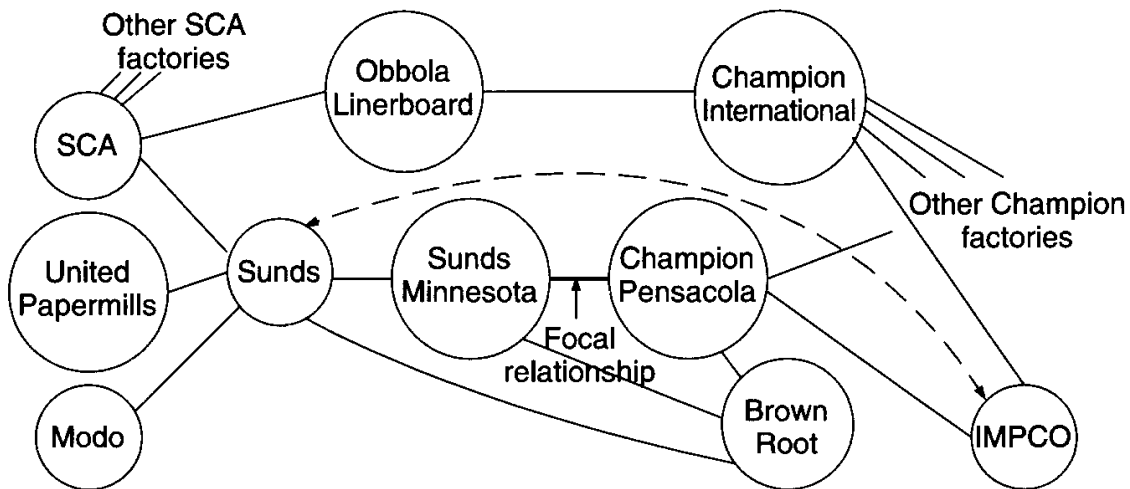 Other SCA
factories
Obbola
Linerboard
Champion
International
SCA
Other Champion
factories
United
Papermills
Sunds
Sunds
Minnesota
Champion
Pensacola
Focal
relationship
Modo
Brown
Root
IMPCO